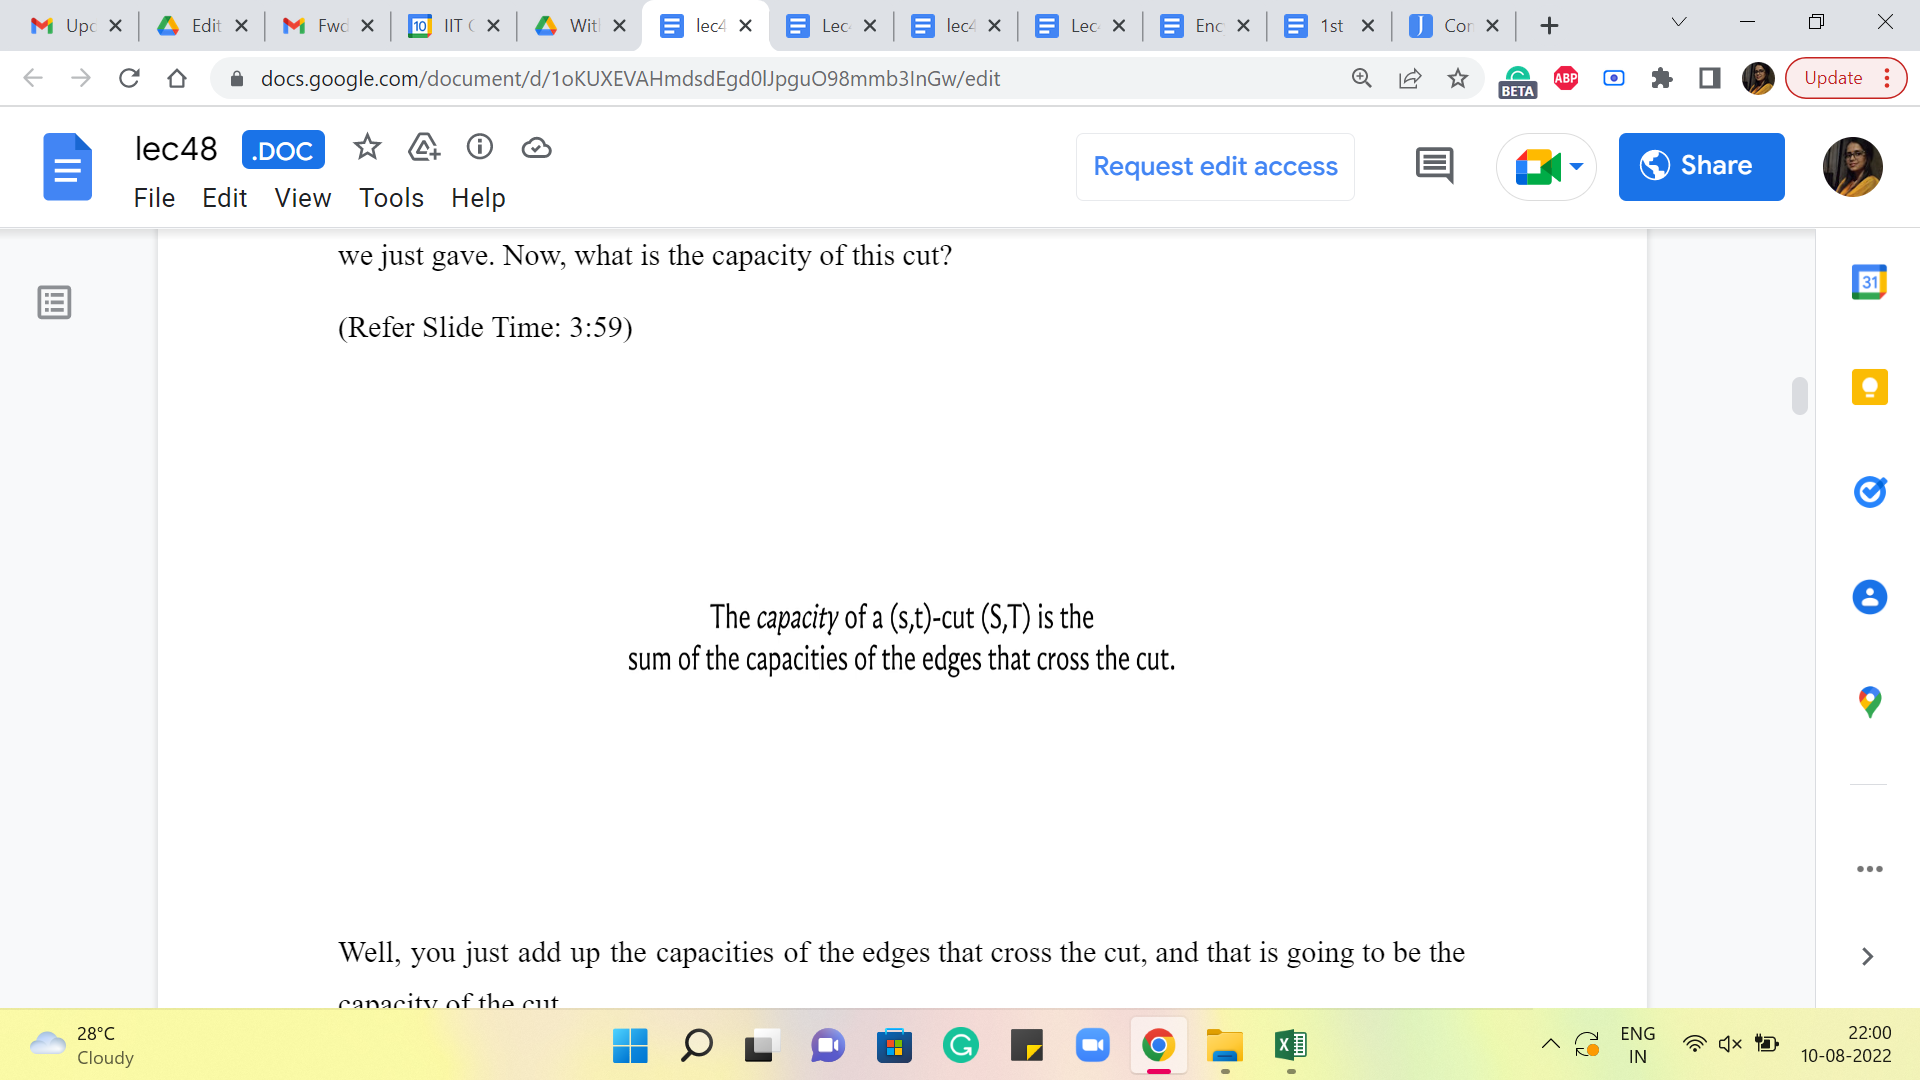 Upc
Edit
Fwd
10
IIT
Wit
lec4
Lec
lec4
Lec
Enc
1st
J
Con
docs.google.com/document/d/1oKUXEVAHmdsdEgd0lJpguO98mmb3InGw/edit
BETA
ABP
Update
lec48
.DOC
File Edit View Tools Help
Request edit access
Share
31
we just gave. Now, what is the capacity of this cut?
(Refer Slide Time: 3:59)
The capacity of a (s,t)-cut (S,T) is the
sum of the capacities of the edges that cross the cut.
Well, you just add up the capacities of the edges that cross the cut, and that is going to be the
capacity of the cut
28°C
Cloudy
ENG
IN
22:00
10-08-2022